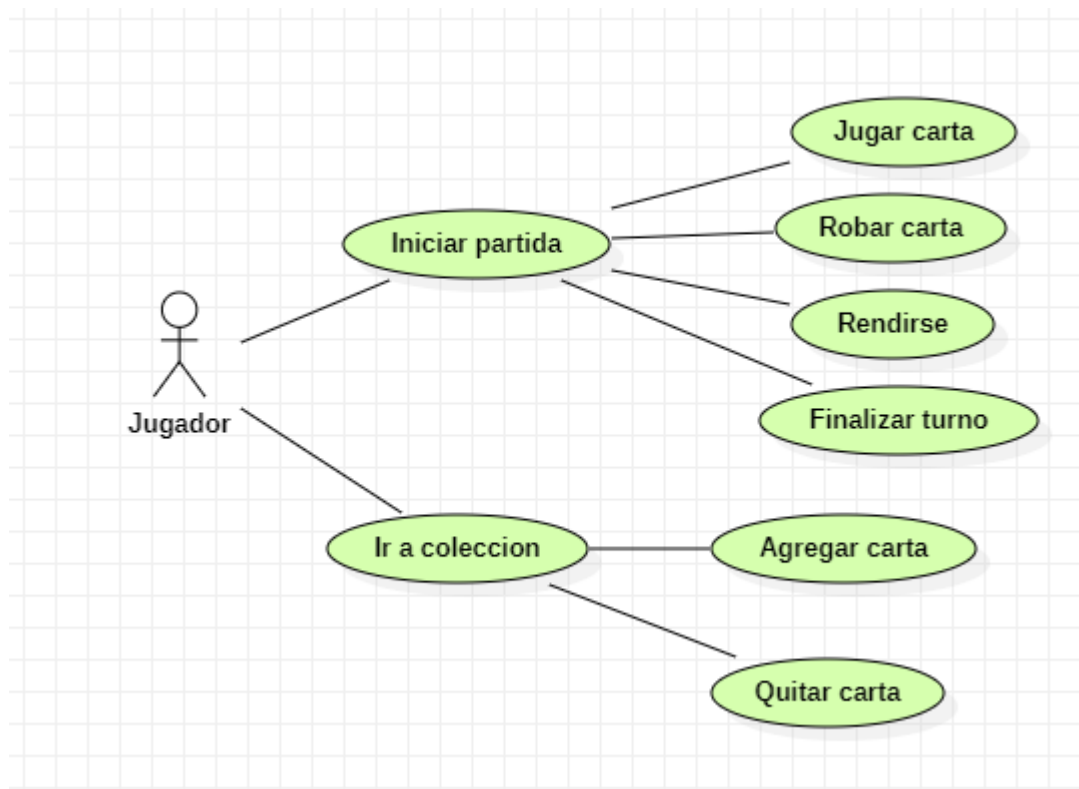 Jugar carta
Iniciar partida
Robar carta
Rendirse
Jugador
Finalizar turno
Ir a coleccion
Agregar carta
Quitar carta